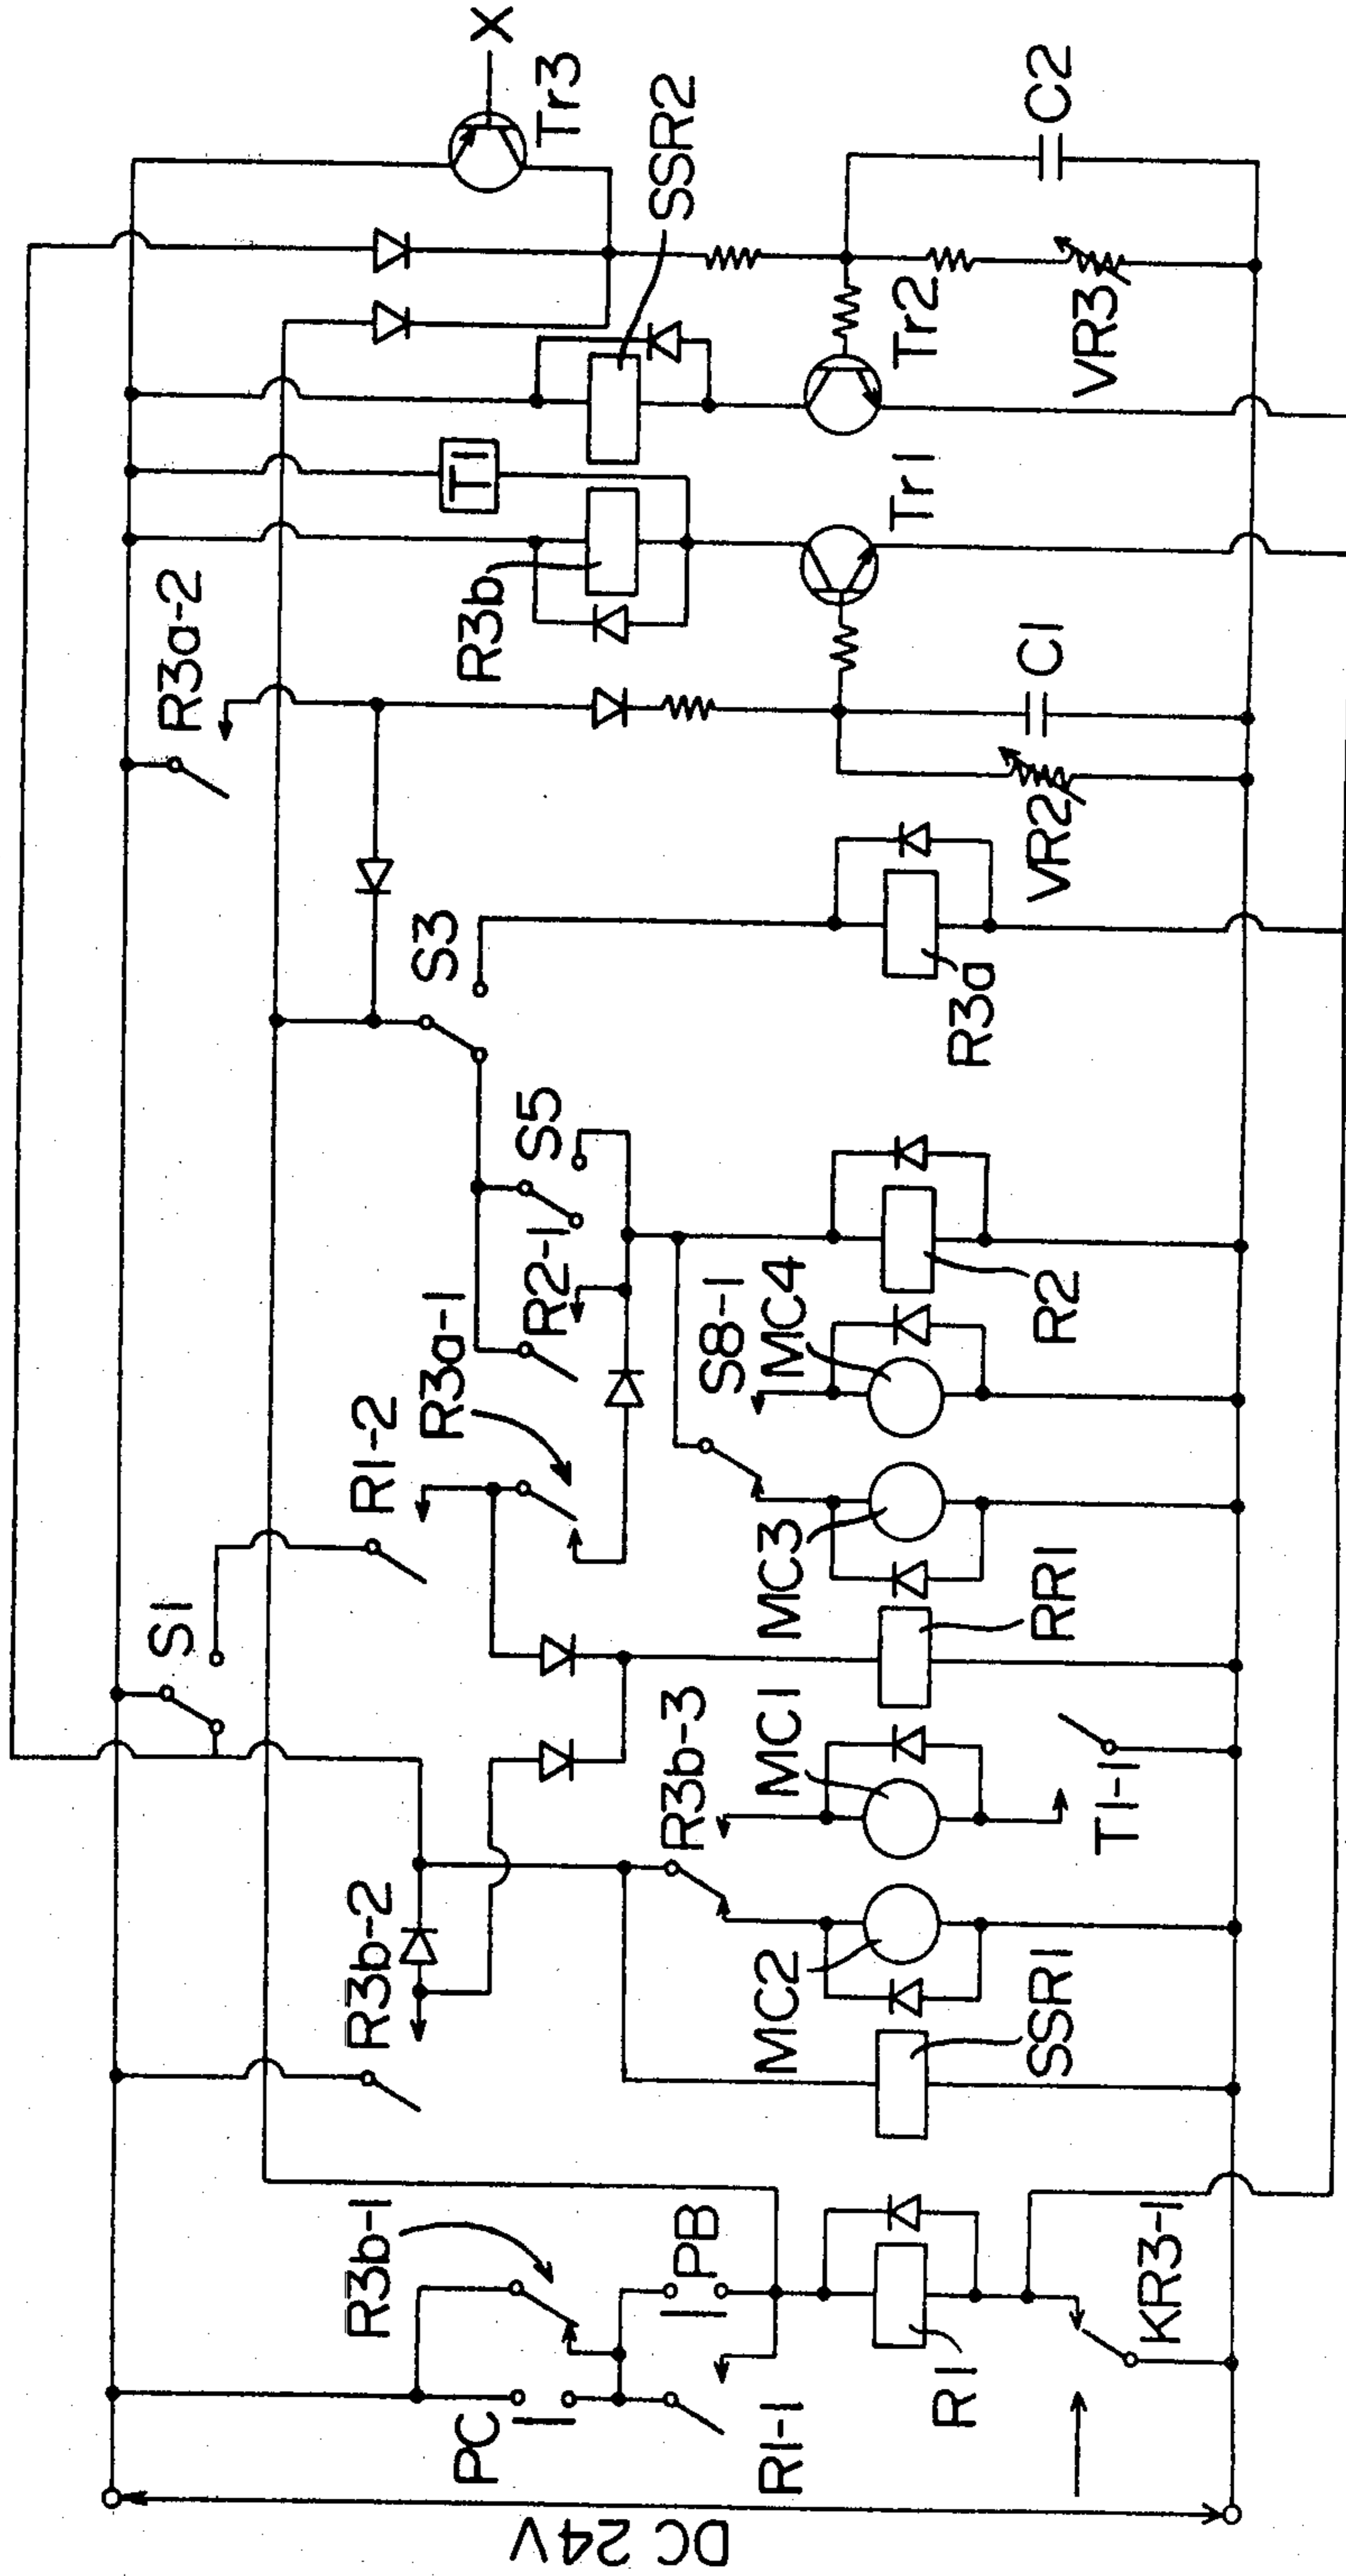 DC 24V
PC
R3b-1
R1-1
PB
R1
KR3-1
R3b-2
S1
R1-2
R3a-1
R2-1
S5
S3
R3a-2
R3b-3
MC2
SSR1
MC1
T1-1
RR1
MC3
S8-1
MC4
R2
R3a
VR2
C1
R3b
T1
Tr1
SSR2
Tr2
VR3
C2
Tr3
X